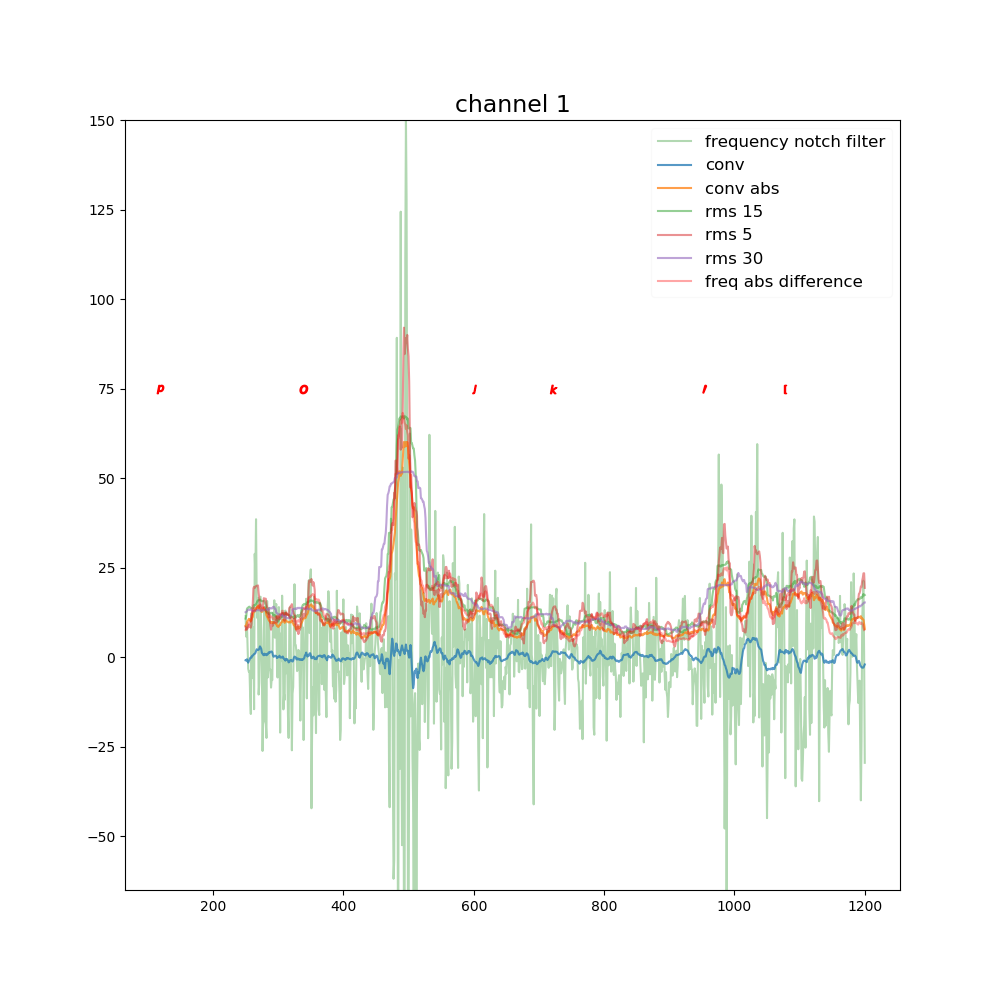 channel 1
150
frequency notch filter
conv
conv abs
rms 15
rms 5
rms 30
freq abs difference
125
100
75
p o j k [
50
25
0
−25
−50
200 400 600 800 1000 1200